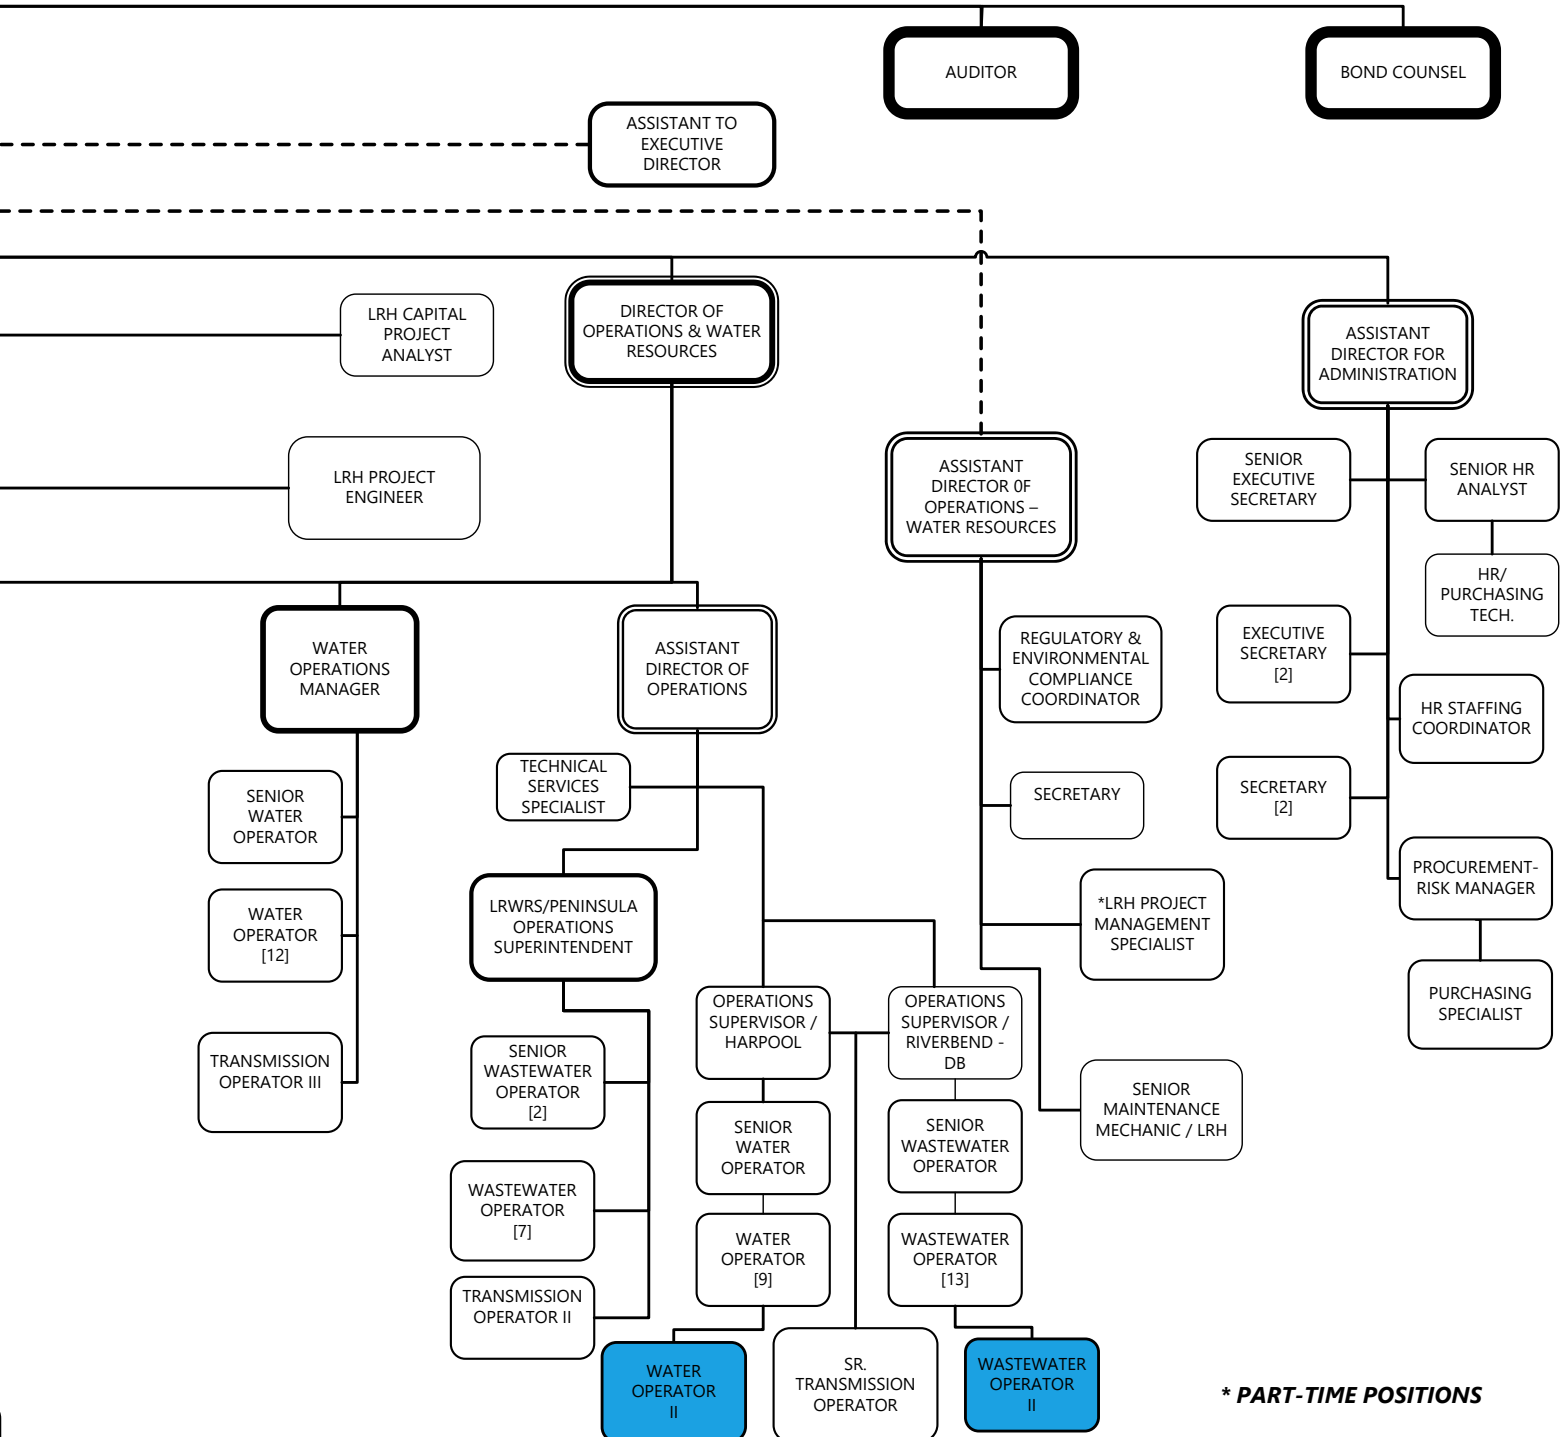 AUDITOR
BOND COUNSEL
ASSISTANT TO
EXECUTIVE
DIRECTOR
LRH CAPITAL
PROJECT
ANALYST
DIRECTOR OF
OPERATIONS & WATER
RESOURCES
ASSISTANT
DIRECTOR FOR
ADMINISTRATION
LRH PROJECT
ENGINEER
ASSISTANT
DIRECTOR 0F
OPERATIONS –
WATER RESOURCES
SENIOR
EXECUTIVE
SECRETARY
SENIOR HR
ANALYST
HR/
PURCHASING
TECH.
WATER
OPERATIONS
MANAGER
ASSISTANT
DIRECTOR OF
OPERATIONS
REGULATORY &
ENVIRONMENTAL
COMPLIANCE
COORDINATOR
EXECUTIVE
SECRETARY
[2]
HR STAFFING
COORDINATOR
SENIOR
WATER
OPERATOR
TECHNICAL
SERVICES
SPECIALIST
SECRETARY
SECRETARY
[2]
PROCUREMENT-
RISK MANAGER
WATER
OPERATOR
[12]
LRWRS/PENINSULA
OPERATIONS
SUPERINTENDENT
*LRH PROJECT
MANAGEMENT
SPECIALIST
PURCHASING
SPECIALIST
TRANSMISSION
OPERATOR III
SENIOR
WASTEWATER
OPERATOR
[2]
OPERATIONS
SUPERVISOR /
HARPOOL
OPERATIONS
SUPERVISOR /
RIVERBEND -
DB
SENIOR
MAINTENANCE
MECHANIC / LRH
SENIOR
WATER
OPERATOR
SENIOR
WASTEWATER
OPERATOR
WASTEWATER
OPERATOR
[7]
WATER
OPERATOR
[9]
WASTEWATER
OPERATOR
[13]
TRANSMISSION
OPERATOR II
WATER
OPERATOR
II
SR.
TRANSMISSION
OPERATOR
WASTEWATER
OPERATOR
II
* PART-TIME POSITIONS